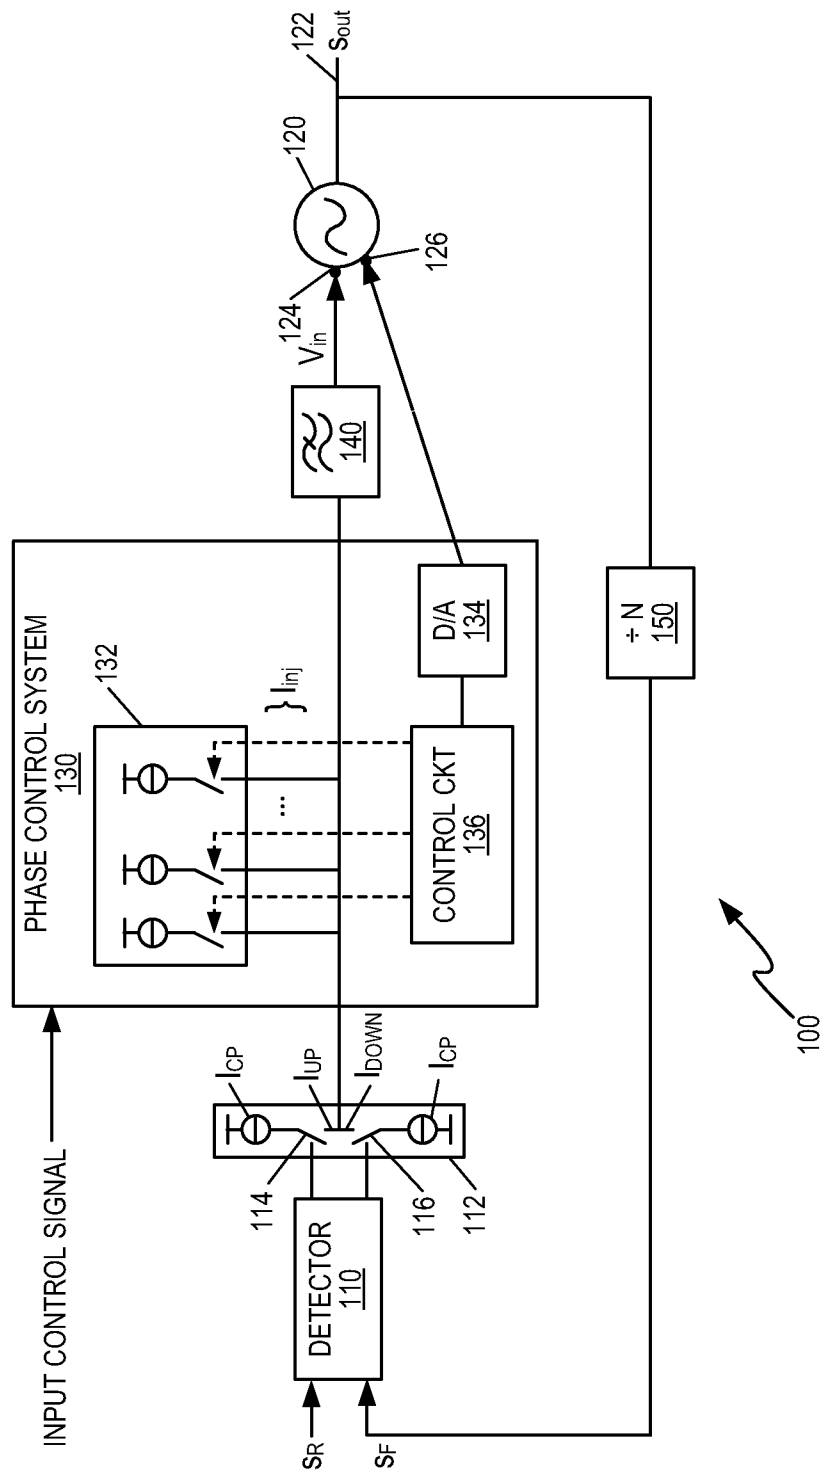 INPUT CONTROL SIGNAL
PHASE CONTROL SYSTEM
130
132
} Iinj
...
CONTROL CKT
136
D/A
134
ICP
IUP
IDOWN
ICP
114
116
112
DETECTOR
110
SR
SF
140
Vin
124
126
120
122
Sout
÷ N
150
100